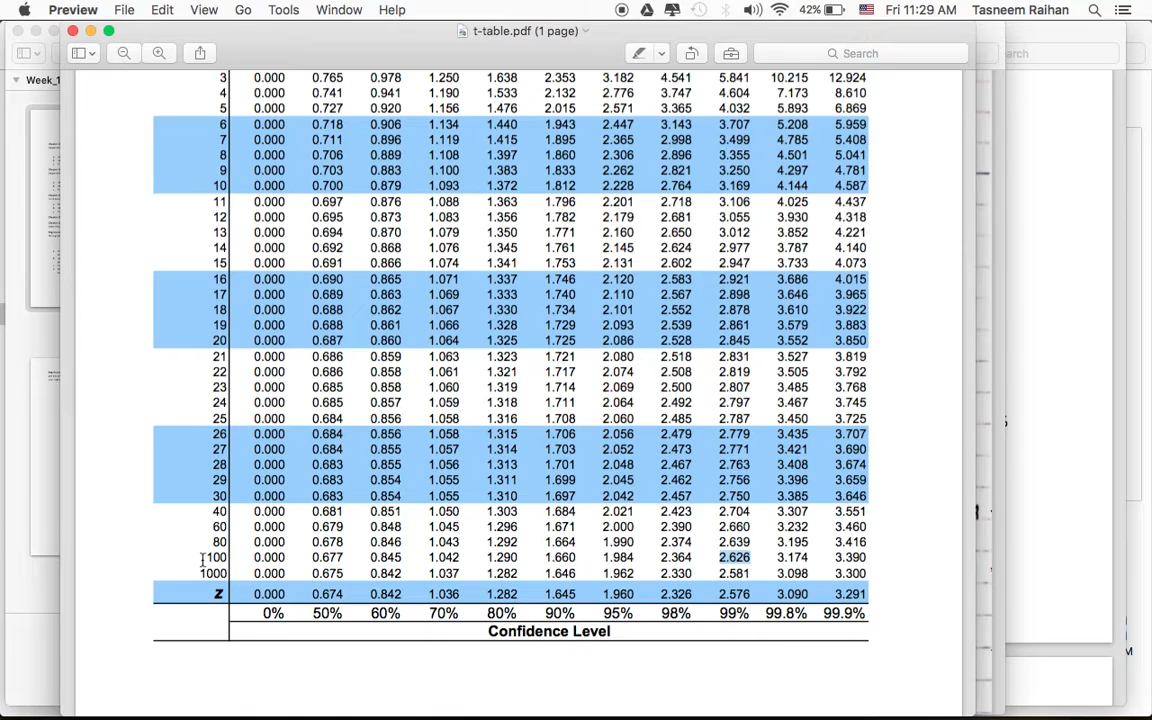 Preview File Edit View Go Tools Window Help 42% Fri 11:29 AM Tasneem Raihan
t-table.pdf (1 page)
Search
arch
Week_1
3 0.000 0.765 0.978 1.250 1.638 2.353 3.182 4.541 5.841 10.215 12.924
4 0.000 0.741 0.941 1.190 1.533 2.132 2.776 3.747 4.604 7.173 8.610
5 0.000 0.727 0.920 1.156 1.476 2.015 2.571 3.365 4.032 5.893 6.869
6 0.000 0.718 0.906 1.134 1.440 1.943 2.447 3.143 3.707 5.208 5.959
7 0.000 0.711 0.896 1.119 1.415 1.895 2.365 2.998 3.499 4.785 5.408
8 0.000 0.706 0.889 1.108 1.397 1.860 2.306 2.896 3.355 4.501 5.041
9 0.000 0.703 0.883 1.100 1.383 1.833 2.262 2.821 3.250 4.297 4.781
10 0.000 0.700 0.879 1.093 1.372 1.812 2.228 2.764 3.169 4.144 4.587
11 0.000 0.697 0.876 1.088 1.363 1.796 2.201 2.718 3.106 4.025 4.437
12 0.000 0.695 0.873 1.083 1.356 1.782 2.179 2.681 3.055 3.930 4.318
13 0.000 0.694 0.870 1.079 1.350 1.771 2.160 2.650 3.012 3.852 4.221
14 0.000 0.692 0.868 1.076 1.345 1.761 2.145 2.624 2.977 3.787 4.140
15 0.000 0.691 0.866 1.074 1.341 1.753 2.131 2.602 2.947 3.733 4.073
16 0.000 0.690 0.865 1.071 1.337 1.746 2.120 2.583 2.921 3.686 4.015
17 0.000 0.689 0.863 1.069 1.333 1.740 2.110 2.567 2.898 3.646 3.965
18 0.000 0.688 0.862 1.067 1.330 1.734 2.101 2.552 2.878 3.610 3.922
19 0.000 0.688 0.861 1.066 1.328 1.729 2.093 2.539 2.861 3.579 3.883
20 0.000 0.687 0.860 1.064 1.325 1.725 2.086 2.528 2.845 3.552 3.850
21 0.000 0.686 0.859 1.063 1.323 1.721 2.080 2.518 2.831 3.527 3.819
22 0.000 0.686 0.858 1.061 1.321 1.717 2.074 2.508 2.819 3.505 3.792
23 0.000 0.685 0.858 1.060 1.319 1.714 2.069 2.500 2.807 3.485 3.768
24 0.000 0.685 0.857 1.059 1.318 1.711 2.064 2.492 2.797 3.467 3.745
25 0.000 0.684 0.856 1.058 1.316 1.708 2.060 2.485 2.787 3.450 3.725
26 0.000 0.684 0.856 1.058 1.315 1.706 2.056 2.479 2.779 3.435 3.707
27 0.000 0.684 0.855 1.057 1.314 1.703 2.052 2.473 2.771 3.421 3.690
28 0.000 0.683 0.855 1.056 1.313 1.701 2.048 2.467 2.763 3.408 3.674
29 0.000 0.683 0.854 1.055 1.311 1.699 2.045 2.462 2.756 3.396 3.659
30 0.000 0.683 0.854 1.055 1.310 1.697 2.042 2.457 2.750 3.385 3.646
40 0.000 0.681 0.851 1.050 1.303 1.684 2.021 2.423 2.704 3.307 3.551
60 0.000 0.679 0.848 1.045 1.296 1.671 2.000 2.390 2.660 3.232 3.460
80 0.000 0.678 0.846 1.043 1.292 1.664 1.990 2.374 2.639 3.195 3.416
100 0.000 0.677 0.845 1.042 1.290 1.660 1.984 2.364 2.626 3.174 3.390
1000 0.000 0.675 0.842 1.037 1.282 1.646 1.962 2.330 2.581 3.098 3.300
Z 0.000 0.674 0.842 1.036 1.282 1.645 1.960 2.326 2.576 3.090 3.291
0% 50% 60% 70% 80% 90% 95% 98% 99% 99.8% 99.9%
Confidence Level